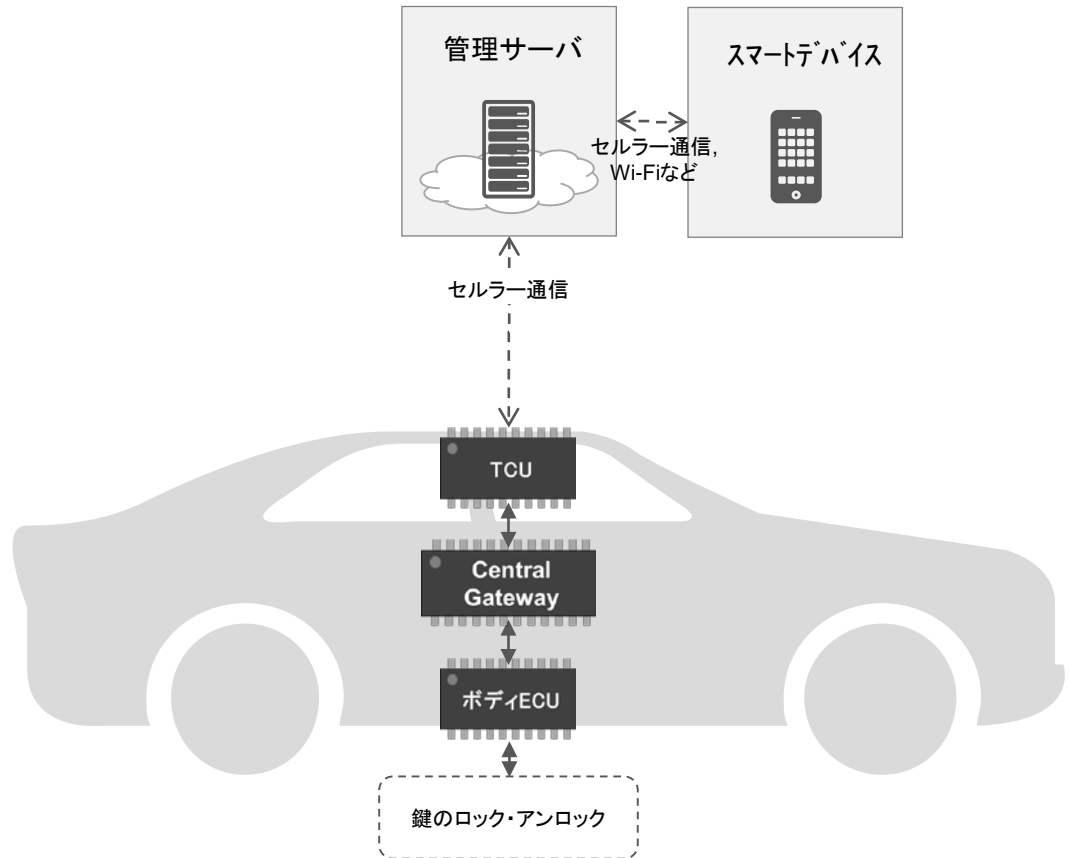 管理サーバ
スマートデバイス
セルラー通信,
Wi-Fiなど
セルラー通信
TCU
Central
Gateway
ボディECU
鍵のロック・アンロック